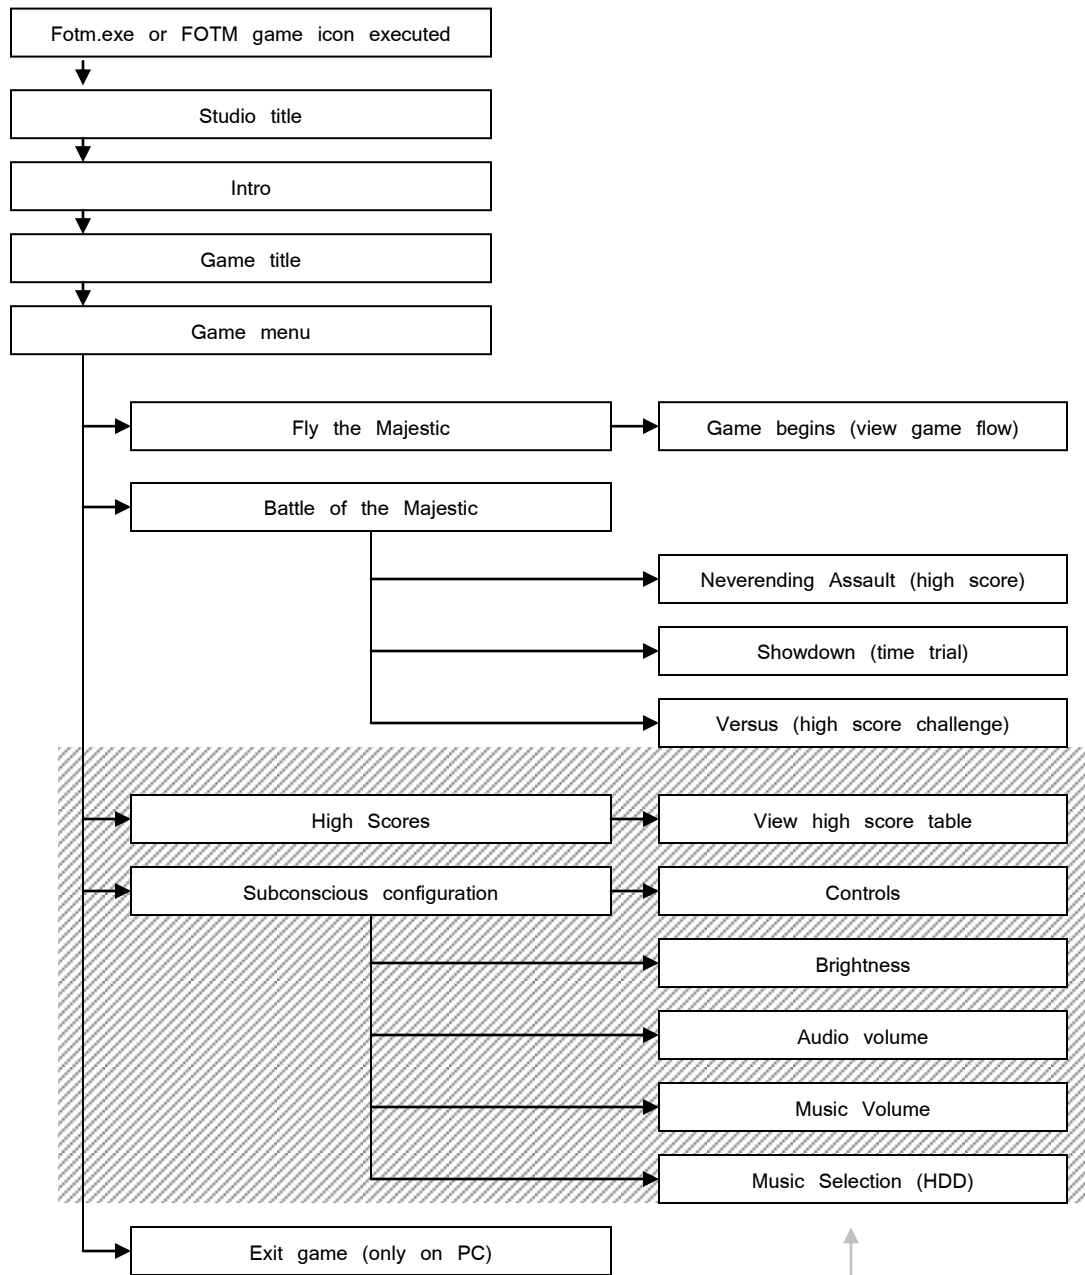 Fotm.exe or FOTM game icon executed
Studio title
Intro
Game title
Game menu
Fly the Majestic
Game begins (view game flow)
Battle of the Majestic
Neverending Assault (high score)
Showdown (time trial)
Versus (high score challenge)
High Scores
View high score table
Subconscious configuration
Controls
Brightness
Audio volume
Music Volume
Music Selection (HDD)
Exit game (only on PC)